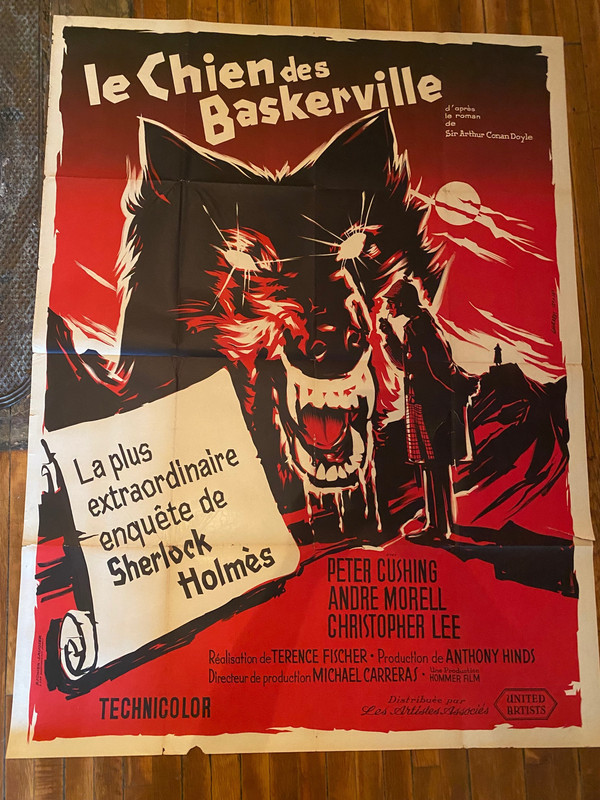 le Chien des
Baskerville
d'après
le roman
de
Sir Arthur Conan Doyle
La plus
extraordinaire
enquête de
Sherlock
Holmès
PETER CUSHING
ANDRE MORELL
CHRISTOPHER LEE
Réalisation de TERENCE FISCHER • Production de ANTHONY HINDS
Directeur de production MICHAEL CARRERAS • Une Production
HOMMER FILM
TECHNICOLOR
Distribuée par
Les Artistes Associés
UNITED
ARTISTS